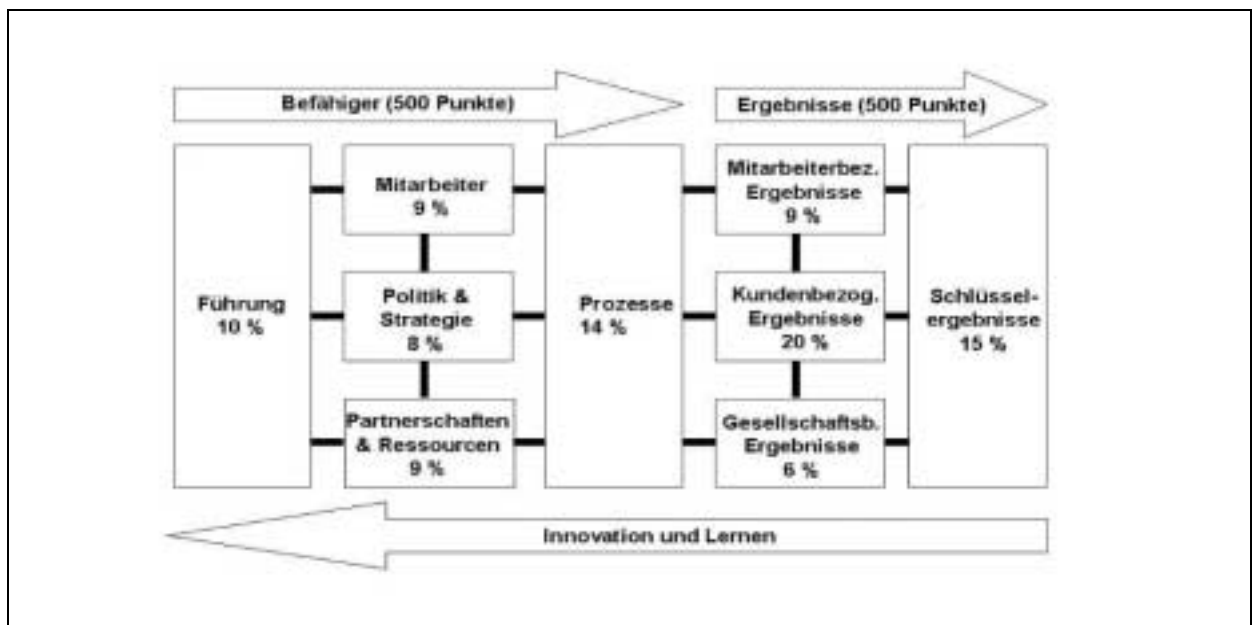 Befähiger (500 Punkte)
Ergebnisse (500 Punkte)
Führung
10 %
Mitarbeiter
9 %
Politik &
Strategie
8 %
Partnerschaften
& Ressourcen
9 %
Prozesse
14 %
Mitarbeiterbez.
Ergebnisse
9 %
Kundenbezog.
Ergebnisse
20 %
Gesellschaftsb.
Ergebnisse
6 %
Schlüssel-
ergebnisse
15 %
Innovation und Lernen